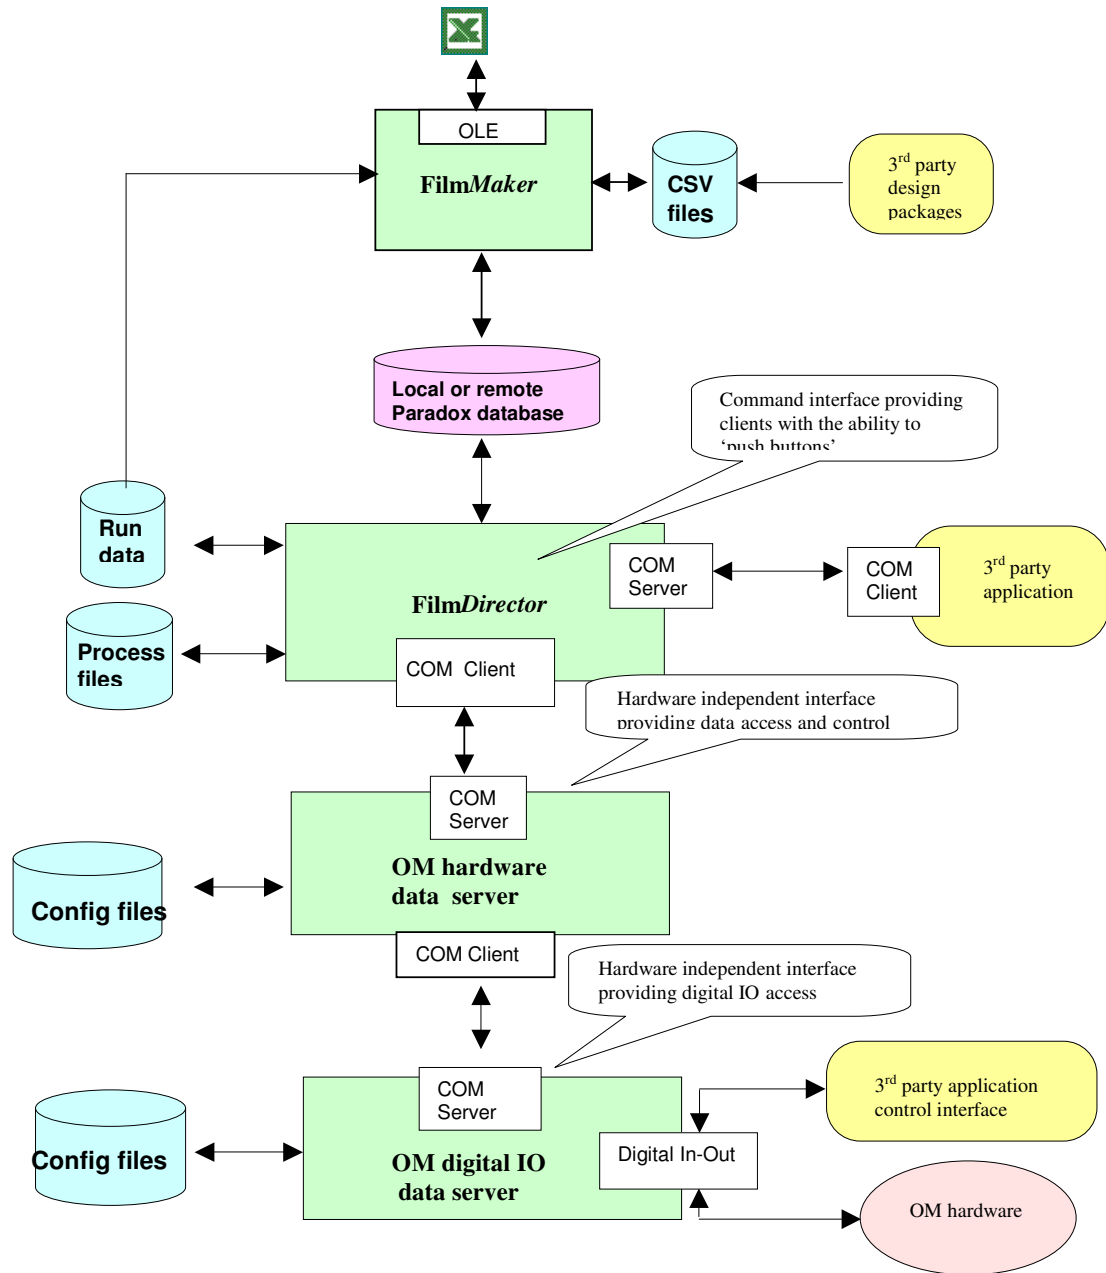 OLE
FilmMaker
CSV
files
3rd party
design
packages
Local or remote
Paradox database
Command interface providing
clients with the ability to
‘push buttons’
Run
data
COM
Server
COM
Client
3rd party
application
FilmDirector
Process
files
COM Client
Hardware independent interface
providing data access and control
COM
Server
OM hardware
data server
Config files
COM Client
Hardware independent interface
providing digital IO access
COM
Server
3rd party application
control interface
Digital In-Out
Config files
OM digital IO
data server
OM hardware